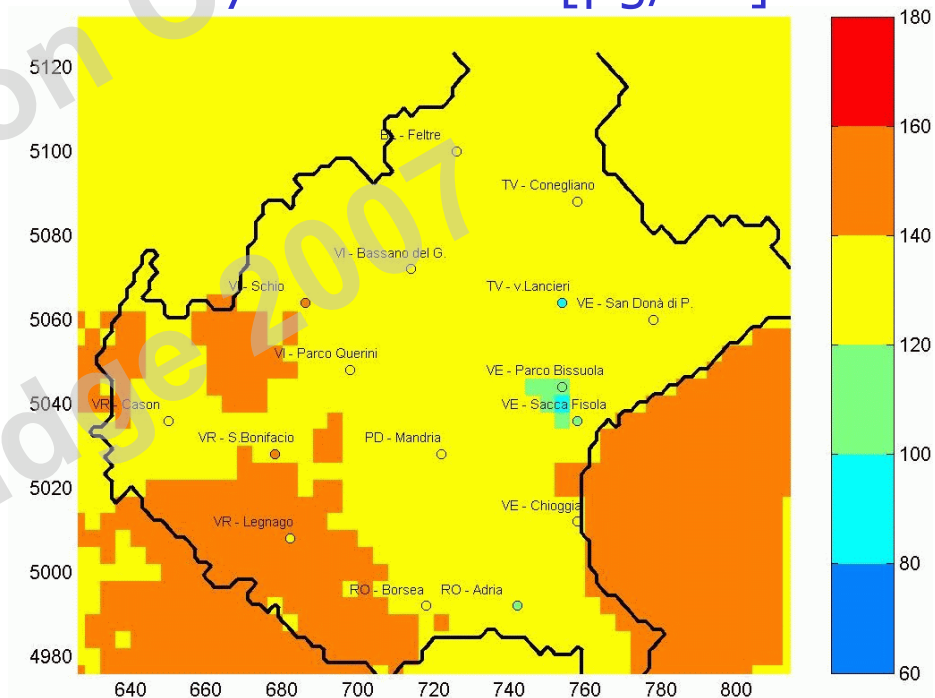 180
5120
BL - Feltre
160
5100
TV - Conegliano
5080
140
VI - Bassano del G.
VI - Schio
TV - v.Lancieri
VE - San Donà di P.
5060
VI - Parco Querini
120
VE - Parco Bissuola
5040
VR - Cason
VE - Sacca Fisola
VR - S.Bonifacio
PD - Mandria
100
5020
VR - Legnago
VE - Chioggia
5000
80
RO - Borsea
RO - Adria
4980
60
640
660
680
700
720
740
760
780
800
2007